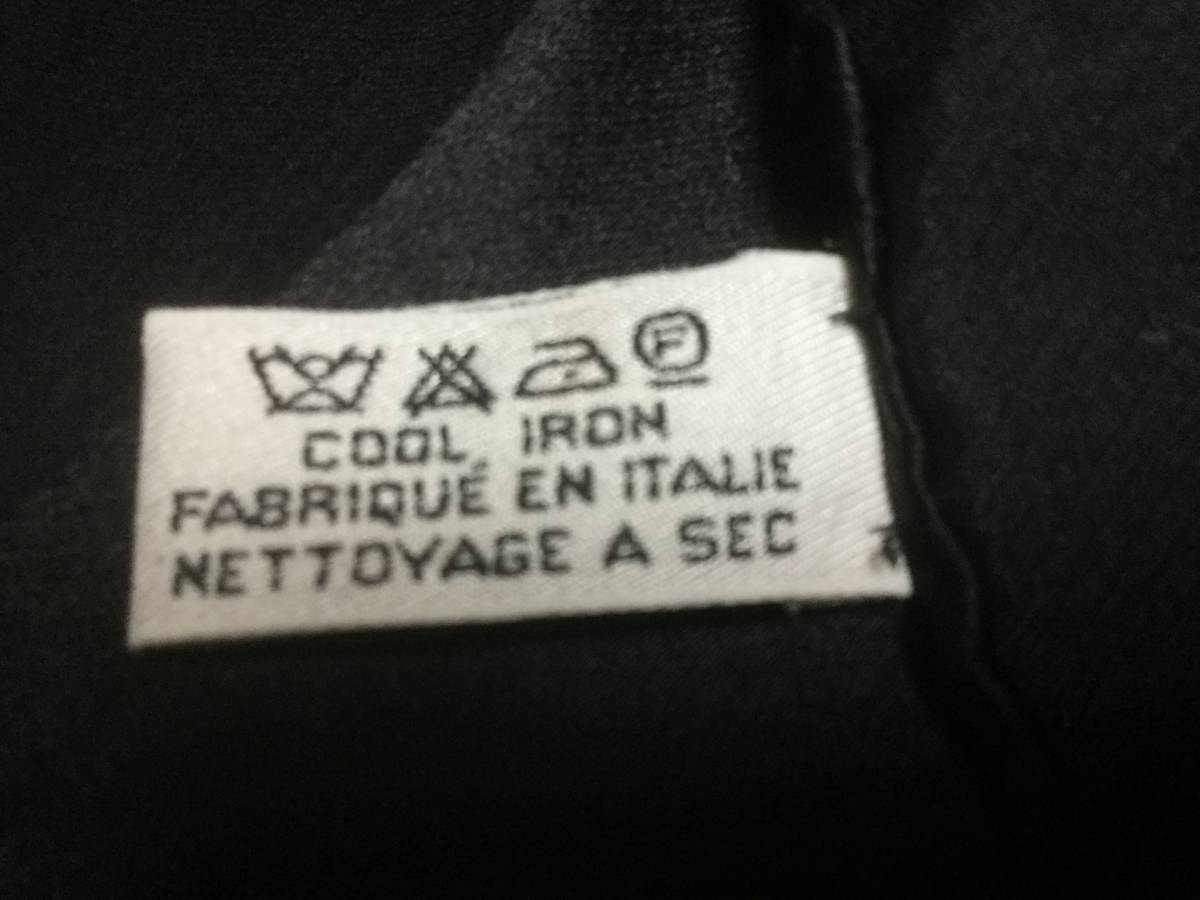 F
COOL IRON
FABRIQUÉ EN ITALIE
NETTOYAGE A SEC